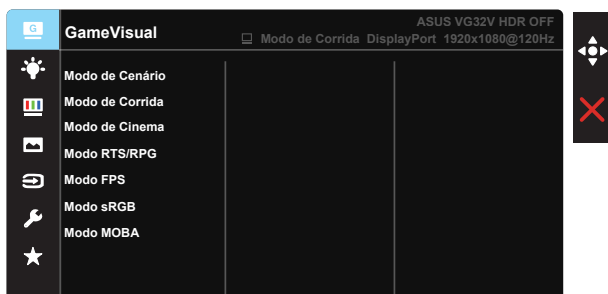 G
GameVisual
ASUS VG32V HDR OFF
Modo de Corrida DisplayPort 1920x1080@120Hz
Modo de Cenário
Modo de Corrida
Modo de Cinema
Modo RTS/RPG
Modo FPS
Modo sRGB
Modo MOBA